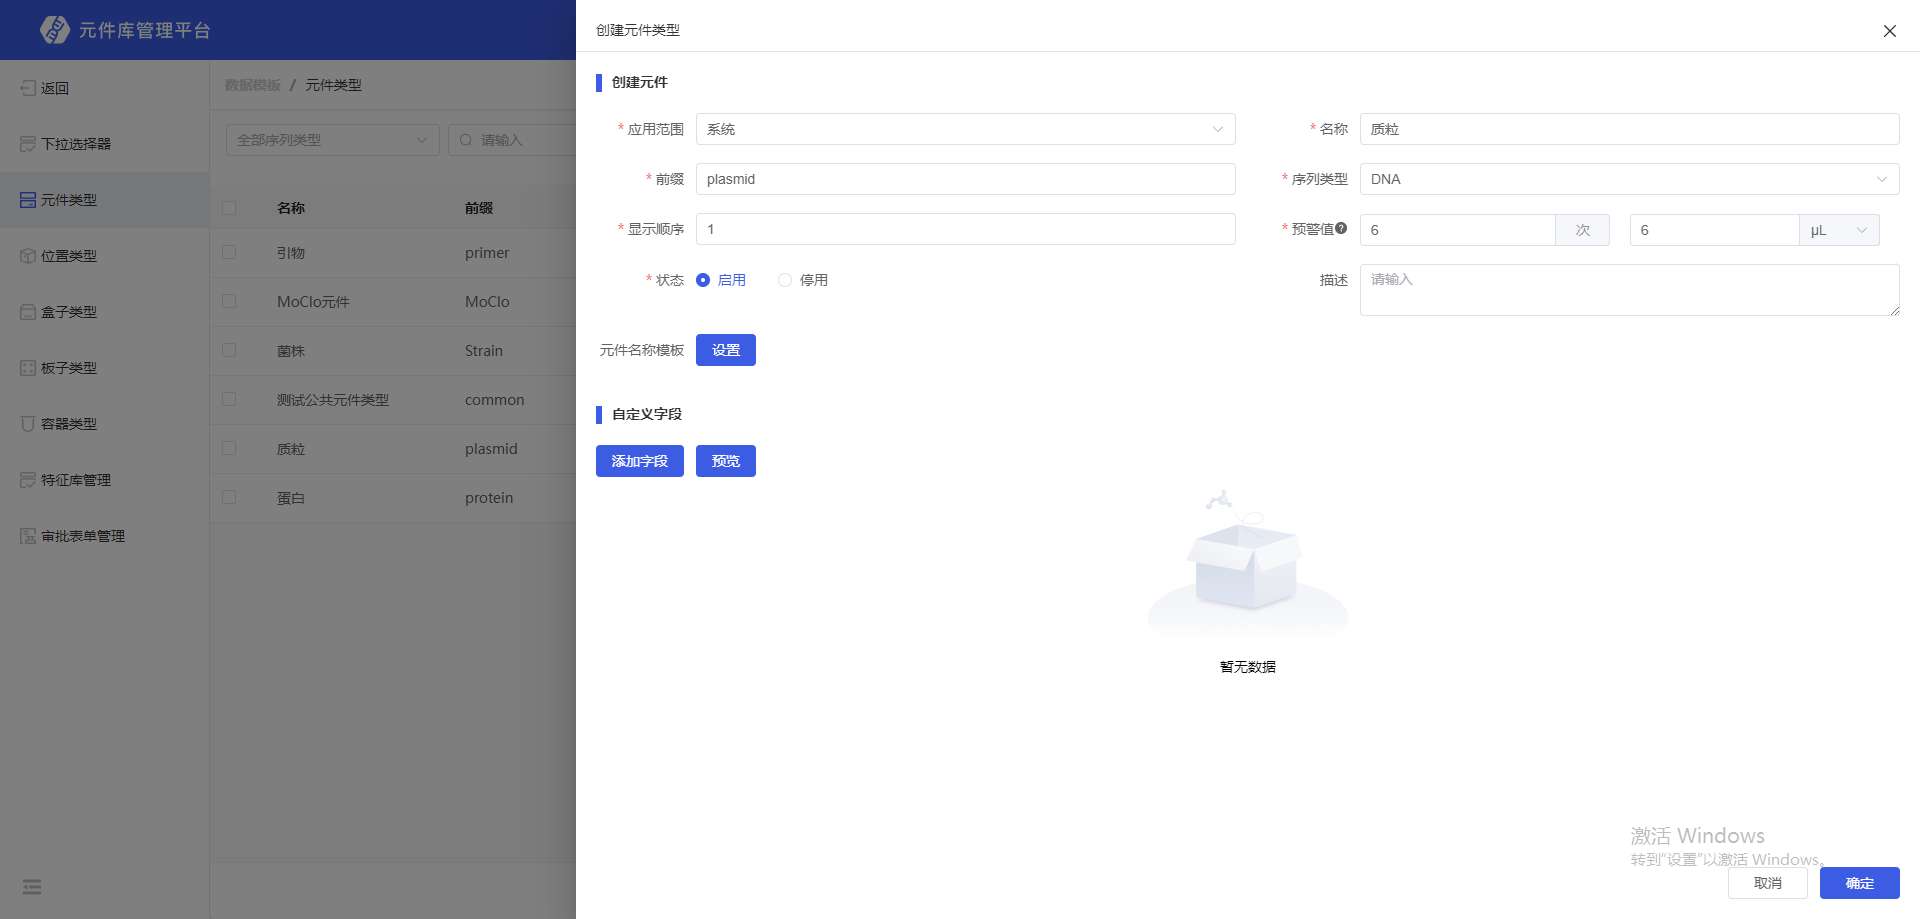 元件库管理平台
返回
下拉选择器
元件类型
位置类型
盒子类型
板子类型
容器类型
特征库管理
审批表单管理
数据模板 / 元件类型
全部序列类型
请输入
名称 前缀
引物 primer
MoClo元件 MoClo
菌株 Strain
测试公共元件类型 common
质粒 plasmid
蛋白 protein
创建元件类型
创建元件
* 应用范围 系统
* 名称 质粒
* 前缀 plasmid
* 序列类型 DNA
* 显示顺序 1
* 预警值? 6 次 6 μL
* 状态 启用 停用
描述 请输入
元件名称模板 设置
自定义字段
添加字段 预览
暂无数据
激活 Windows
转到"设置"以激活 Windows。
取消 确定